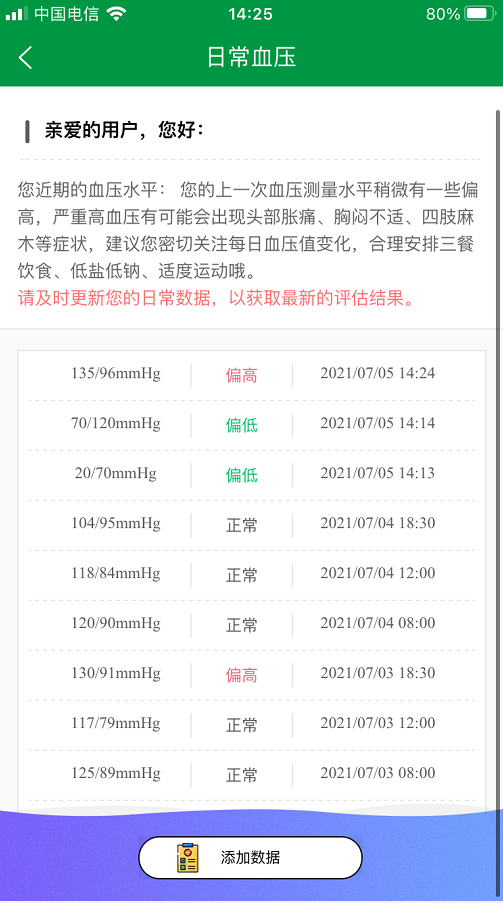 中国电信 14:25 80%
日常血压
亲爱的用户，您好：
您近期的血压水平： 您的上一次血压测量水平稍微有一些偏
高，严重高血压有可能会出现头部胀痛、胸闷不适、四肢麻
木等症状，建议您密切关注每日血压值变化，合理安排三餐
饮食、低盐低钠、适度运动哦。
请及时更新您的日常数据，以获取最新的评估结果。
135/96mmHg 偏高 2021/07/05 14:24
70/120mmHg 偏低 2021/07/05 14:14
20/70mmHg 偏低 2021/07/05 14:13
104/95mmHg 正常 2021/07/04 18:30
118/84mmHg 正常 2021/07/04 12:00
120/90mmHg 正常 2021/07/04 08:00
130/91mmHg 偏高 2021/07/03 18:30
117/79mmHg 正常 2021/07/03 12:00
125/89mmHg 正常 2021/07/03 08:00
添加数据